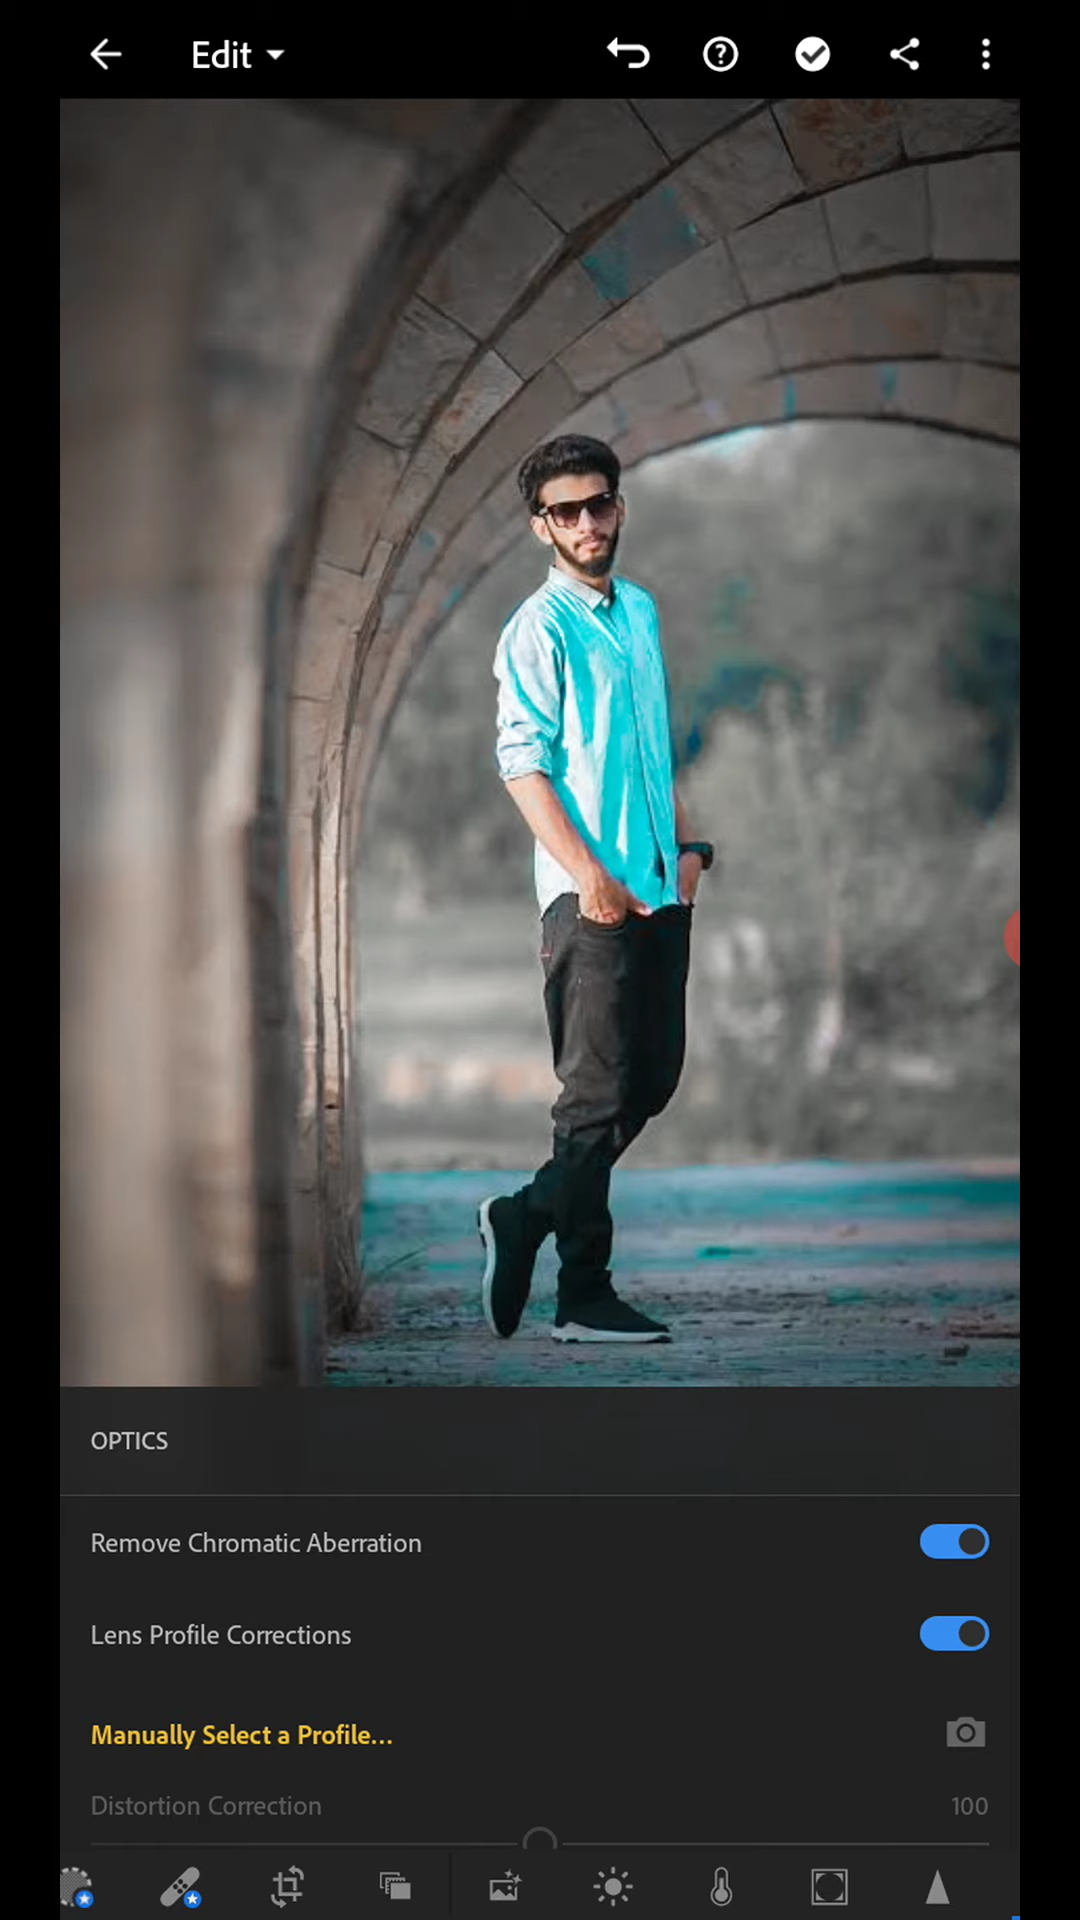 Edit
OPTICS
Remove Chromatic Aberration
Lens Profile Corrections
Manually Select a Profile...
Distortion Correction 100